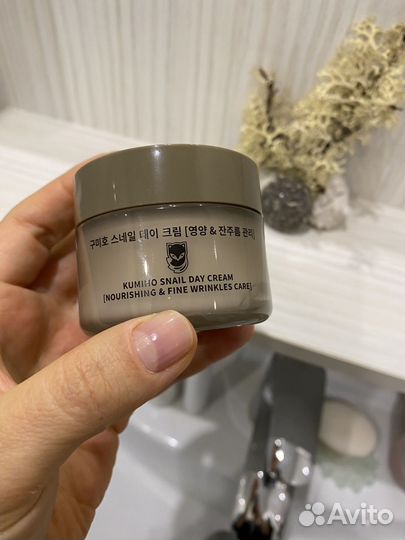 구미호 스네일 데이 크림 [영양 & 잔주름 관리]
KUMIHO SNAIL DAY CREAM
[NOURISHING & FINE WRINKLES CARE]
Avito